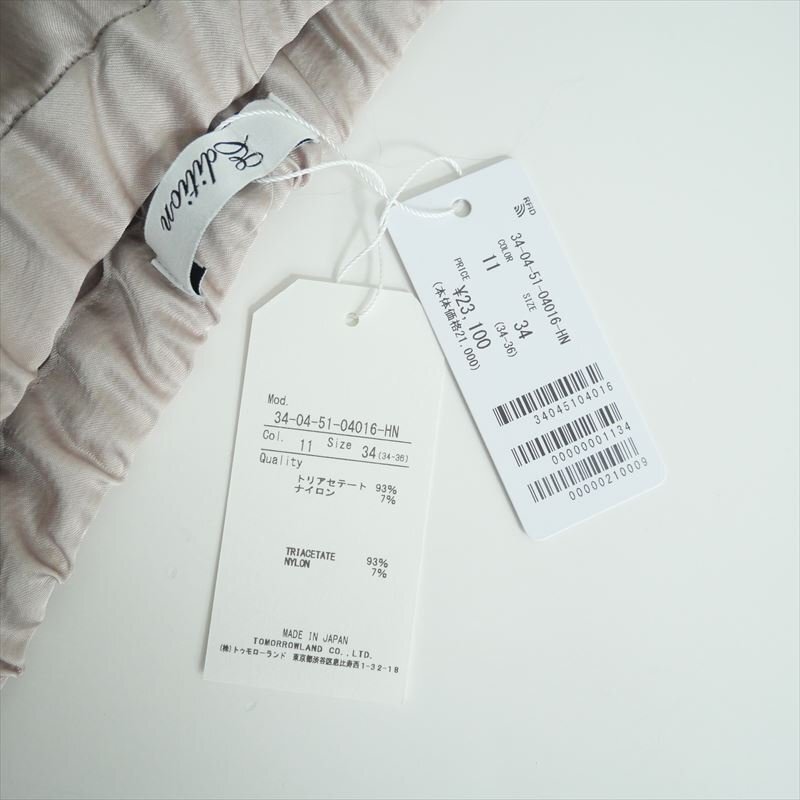 Edition
Mod.
34-04-51-04016-HN
Col. 11 Size 34(34-36)
Quality
トリアセテート 93%
ナイロン 7%
TRIACETATE 93%
NYLON 7%
MADE IN JAPAN
TOMORROWLAND CO.,LTD.
(株)トゥモローランド 東京都渋谷区恵比寿西1-32-18
RFID
34-04-51-04016-HN
COLOR SIZE
11 34
(34-36)
PRICE ¥23,100
(本体価格21.000)
34045104016
00000001134
00000210009